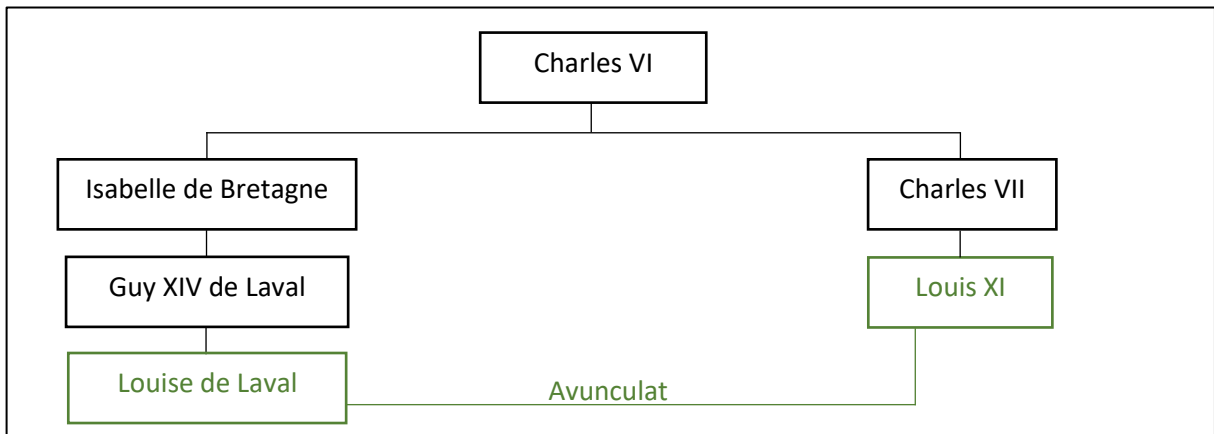 Charles VI
Isabelle de Bretagne
Charles VII
Guy XIV de Laval
Louis XI
Louise de Laval
Avunculat